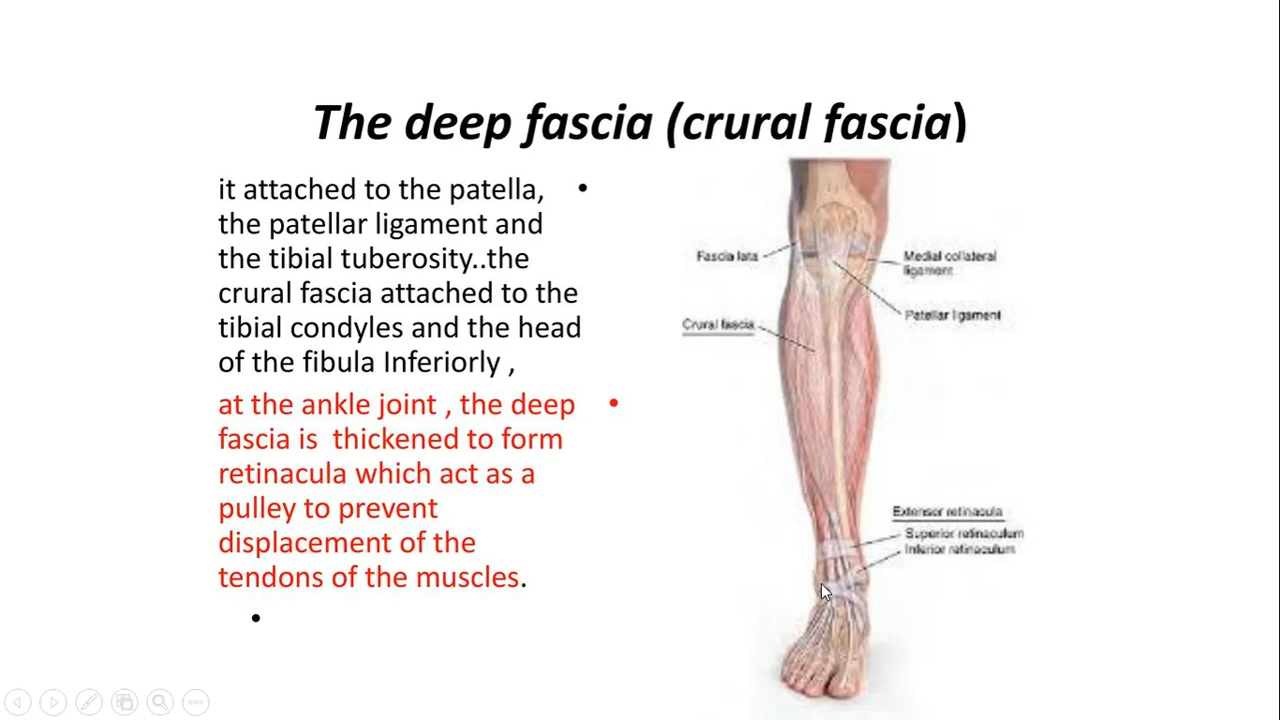 The deep fascia (crural fascia)
it attached to the patella, •
the patellar ligament and
the tibial tuberosity..the
crural fascia attached to the
tibial condyles and the head
of the fibula Inferiorly ,
at the ankle joint , the deep •
fascia is thickened to form
retinacula which act as a
pulley to prevent
displacement of the
tendons of the muscles.
•
Fascia lata
Medial collateral
ligament
Patellar ligament
Crural fascia
Extensor retinacula
Superior retinaculum
Inferior retinaculum